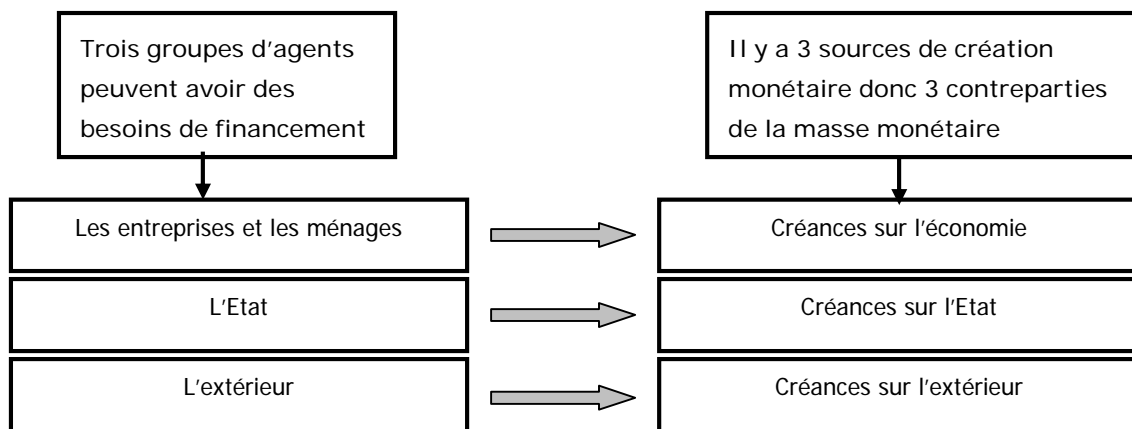 Trois groupes d'agents
peuvent avoir des
besoins de financement
Il y a 3 sources de création
monétaire donc 3 contreparties
de la masse monétaire
Les entreprises et les ménages
Créances sur l'économie
L'Etat
Créances sur l'Etat
L'extérieur
Créances sur l'extérieur